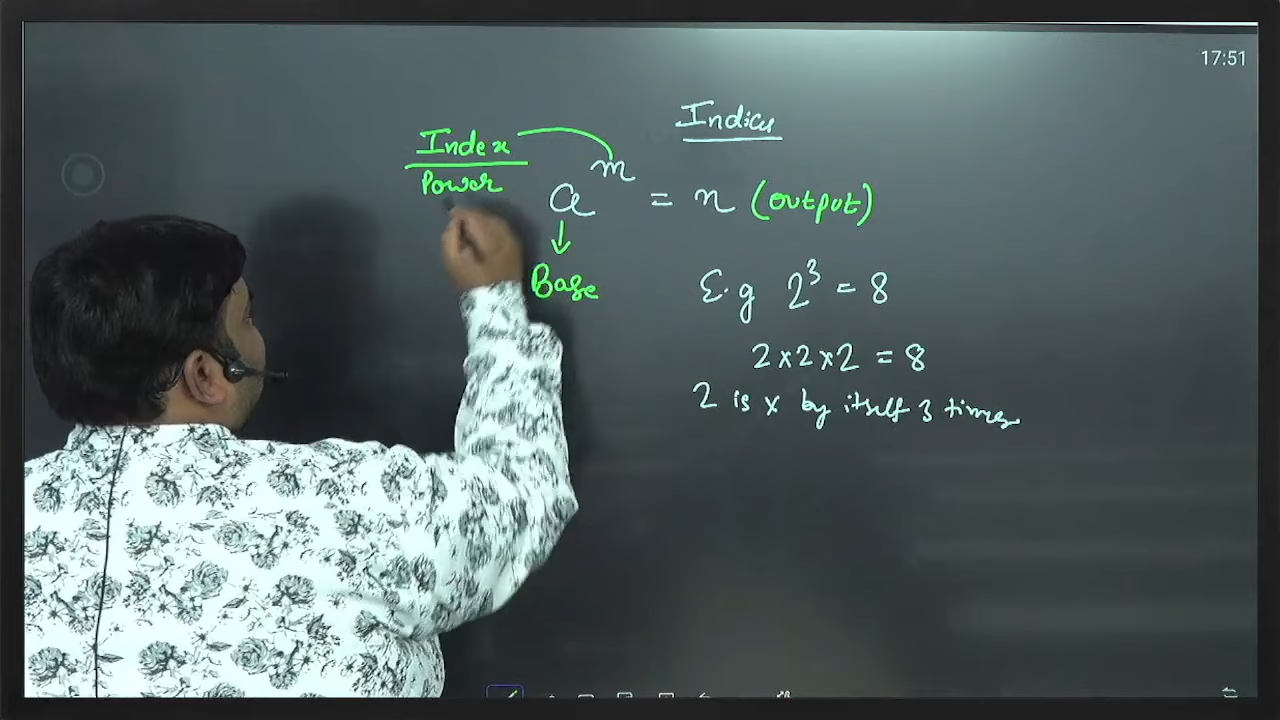 17:51
Indices
Index
Power
a^m = n (output)
Base
E.g 2³ = 8
2×2×2 = 8
2 is × by itself 3 times